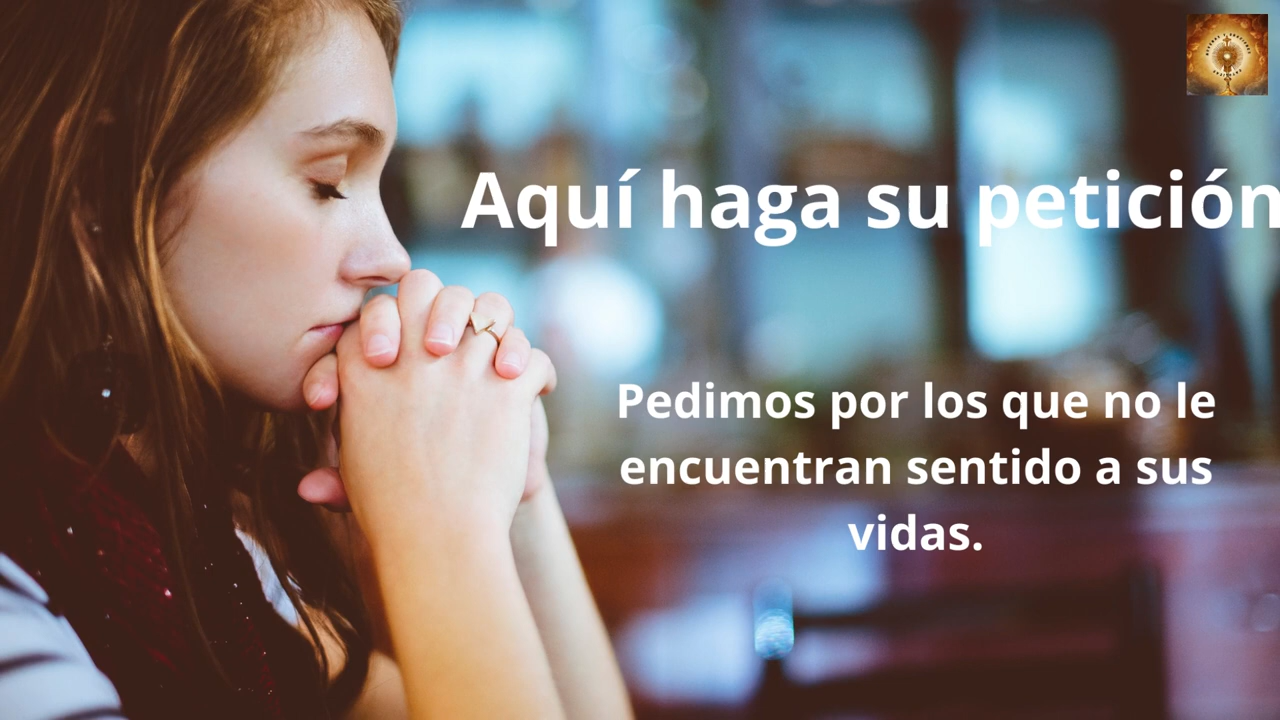 Aquí haga su petición
Pedimos por los que no le
encuentran sentido a sus
vidas.